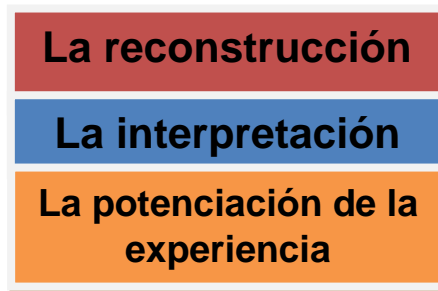 La reconstrucción
La interpretación
La potenciación de la
experiencia